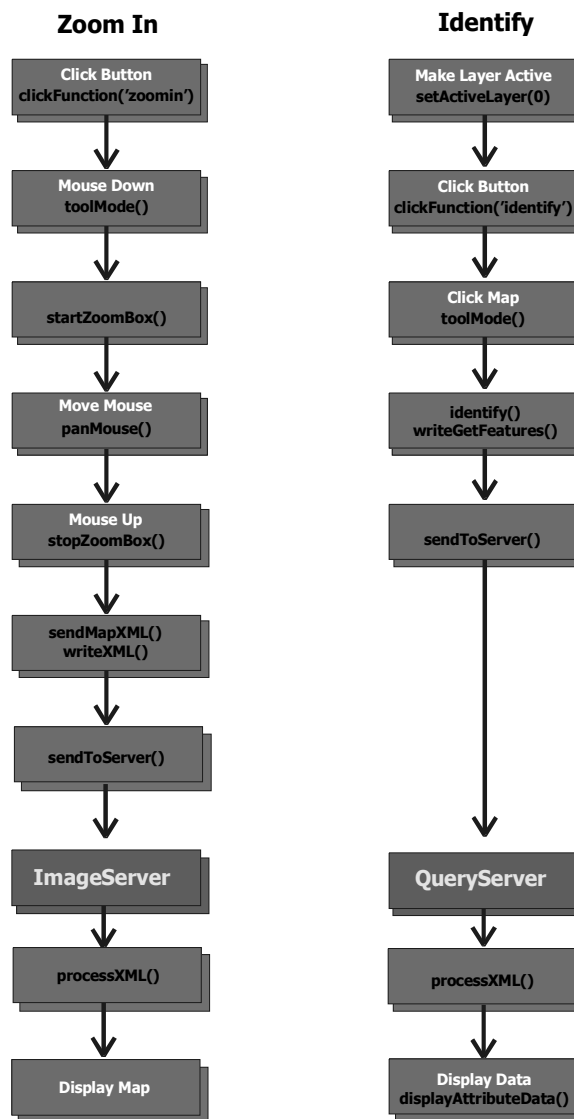 Zoom In
Click Button
clickFunction(’zoomin’)
Mouse Down
toolMode()
startZoomBox()
Move Mouse
panMouse()
Mouse Up
stopZoomBox()
sendMapXML()
writeXML()
sendToServer()
ImageServer
processXML()
Display Map
Identify
Make Layer Active
setActiveLayer(0)
Click Button
clickFunction(’identify’)
Click Map
toolMode()
identify()
writeGetFeatures()
sendToServer()
QueryServer
processXML()
Display Data
displayAttributeData()